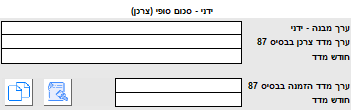 ידני - סכום סופי (צרכן)
ערך מבנה - ידני
ערך מדד צרכן בבסיס 87
חודש מדד
ערך מדד הזמנה בבסיס 87
חודש מדד